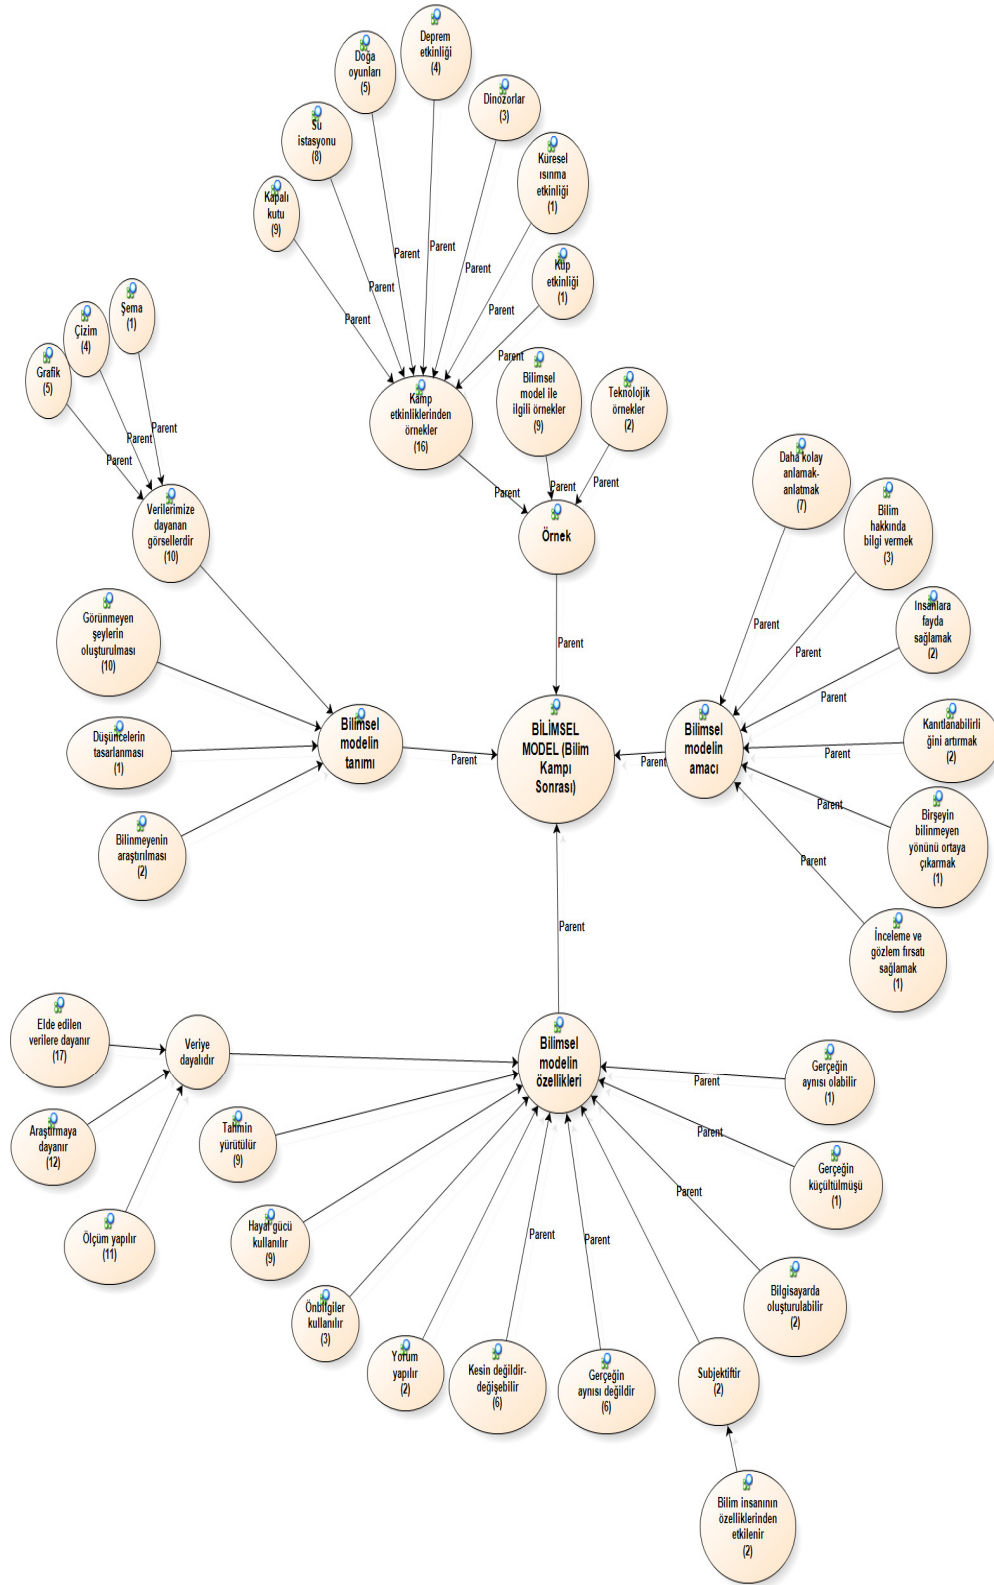 Deprem
etkinliği
(4)
Doğa
oyunları
(5)
Dinozorlar
(3)
Su
istasyonu
(8)
Küresel
ısınma
etkinliği
(1)
Kapalı
kutu
(9)
Küp
etkinliği
(1)
Parent
Parent
Parent
Parent
Parent
Parent
Parent
Şema
(1)
Çizim
(4)
Grafik
(5)
Parent
Parent
Parent
Kamp
etkinliklerinden
örnekler
(16)
Bilimsel
model ile
ilgili örnekler
(9)
Teknolojik
örnekler
(2)
Parent
Parent
Parent
Örnek
Verilerimize
dayanan
görsellerdir
(10)
Daha kolay
anlamak-
anlatmak
(7)
Bilim
hakkında
bilgi vermek
(3)
Görünmeyen
şeylerin
oluşturulması
(10)
Insanlara
fayda
sağlamak
(2)
Parent
Parent
Parent
Parent
Düşüncelerin
tasarlanması
(1)
Bilimsel
modelin
tanımı
Parent
BİLİMSEL
MODEL (Bilim
Kampı
Sonrası)
Parent
Bilimsel
modelin
amacı
Kanıtlanabilirli
ğini artırmak
(2)
Bilinmeyenin
araştırılması
(2)
Parent
Parent
Birşeyin
bilinmeyen
yönünü ortaya
çıkarmak
(1)
İnceleme ve
gözlem fırsatı
sağlamak
(1)
Parent
Elde edilen
verilere dayanır
(17)
Veriye
dayalıdır
Bilimsel
modelin
özellikleri
Parent
Gerçeğin
aynısı olabilir
(1)
Araştırmaya
dayanır
(12)
Tahmin
yürütülür
(9)
Parent
Gerçeğin
küçültülmüşü
(1)
Ölçüm yapılır
(11)
Hayal gücü
kullanılır
(9)
Parent
Parent
Parent
Bilgisayarda
oluşturulabilir
(2)
Önbilgiler
kullanılır
(3)
Yorum
yapılır
(2)
Kesin değildir-
değişebilir
(6)
Gerçeğin
aynısı değildir
(6)
Subjektiftir
(2)
Bilim insanının
özelliklerinden
etkilenir
(2)